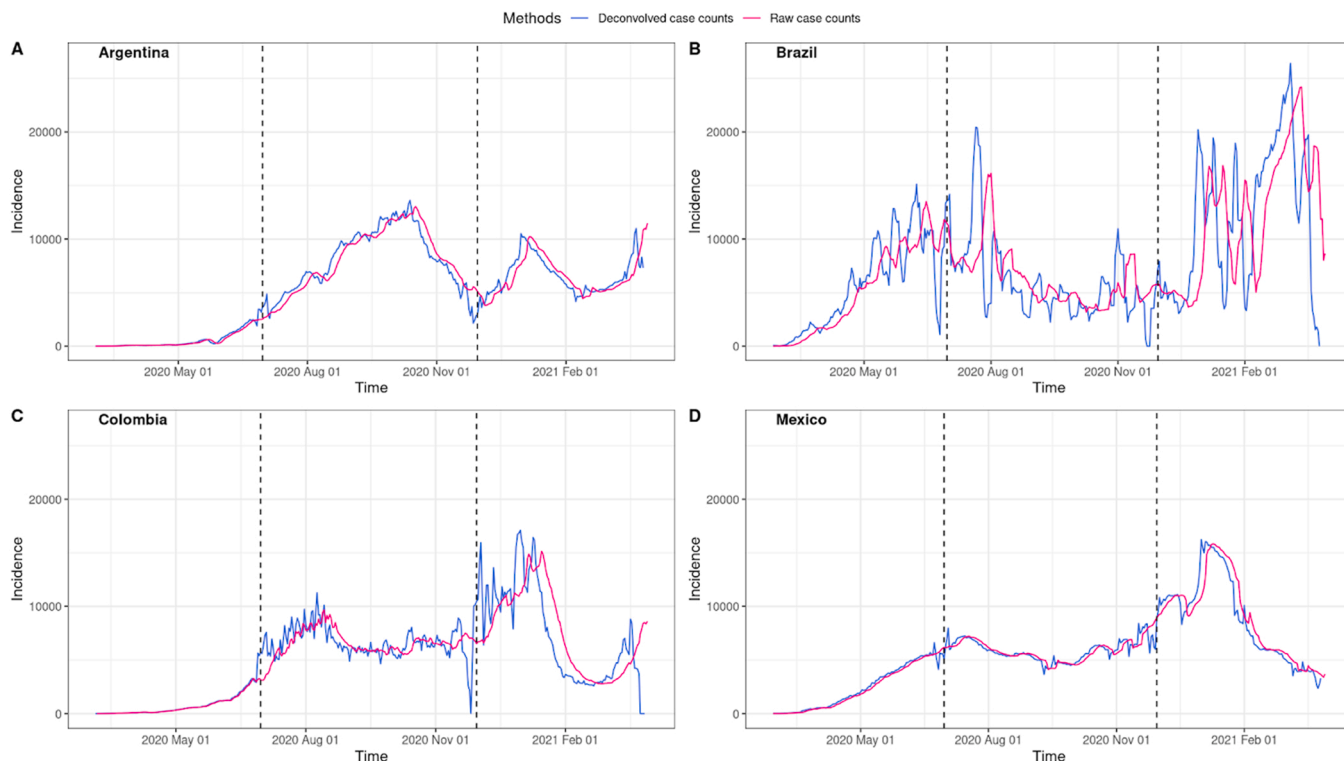 Methods Deconvolved case counts Raw case counts
A Argentina
Incidence
20000
10000
0
2020 May 01 2020 Aug 01 2020 Nov 01 2021 Feb 01
Time
B Brazil
Incidence
20000
10000
0
2020 May 01 2020 Aug 01 2020 Nov 01 2021 Feb 01
Time
C Colombia
Incidence
20000
10000
0
2020 May 01 2020 Aug 01 2020 Nov 01 2021 Feb 01
Time
D Mexico
Incidence
20000
10000
0
2020 May 01 2020 Aug 01 2020 Nov 01 2021 Feb 01
Time